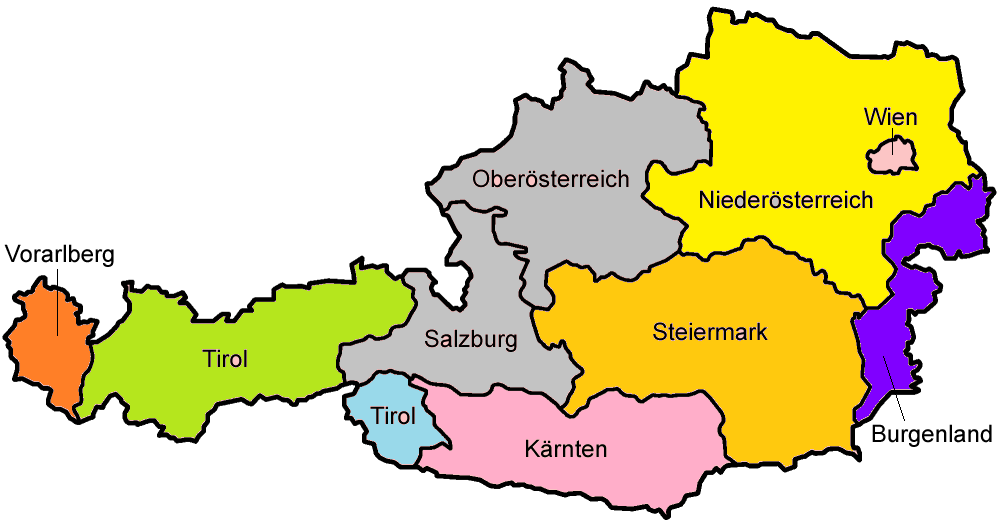 Wien
Oberösterreich
Niederösterreich
Vorarlberg
Steiermark
Salzburg
Tirol
Tirol
Burgenland
Kärnten